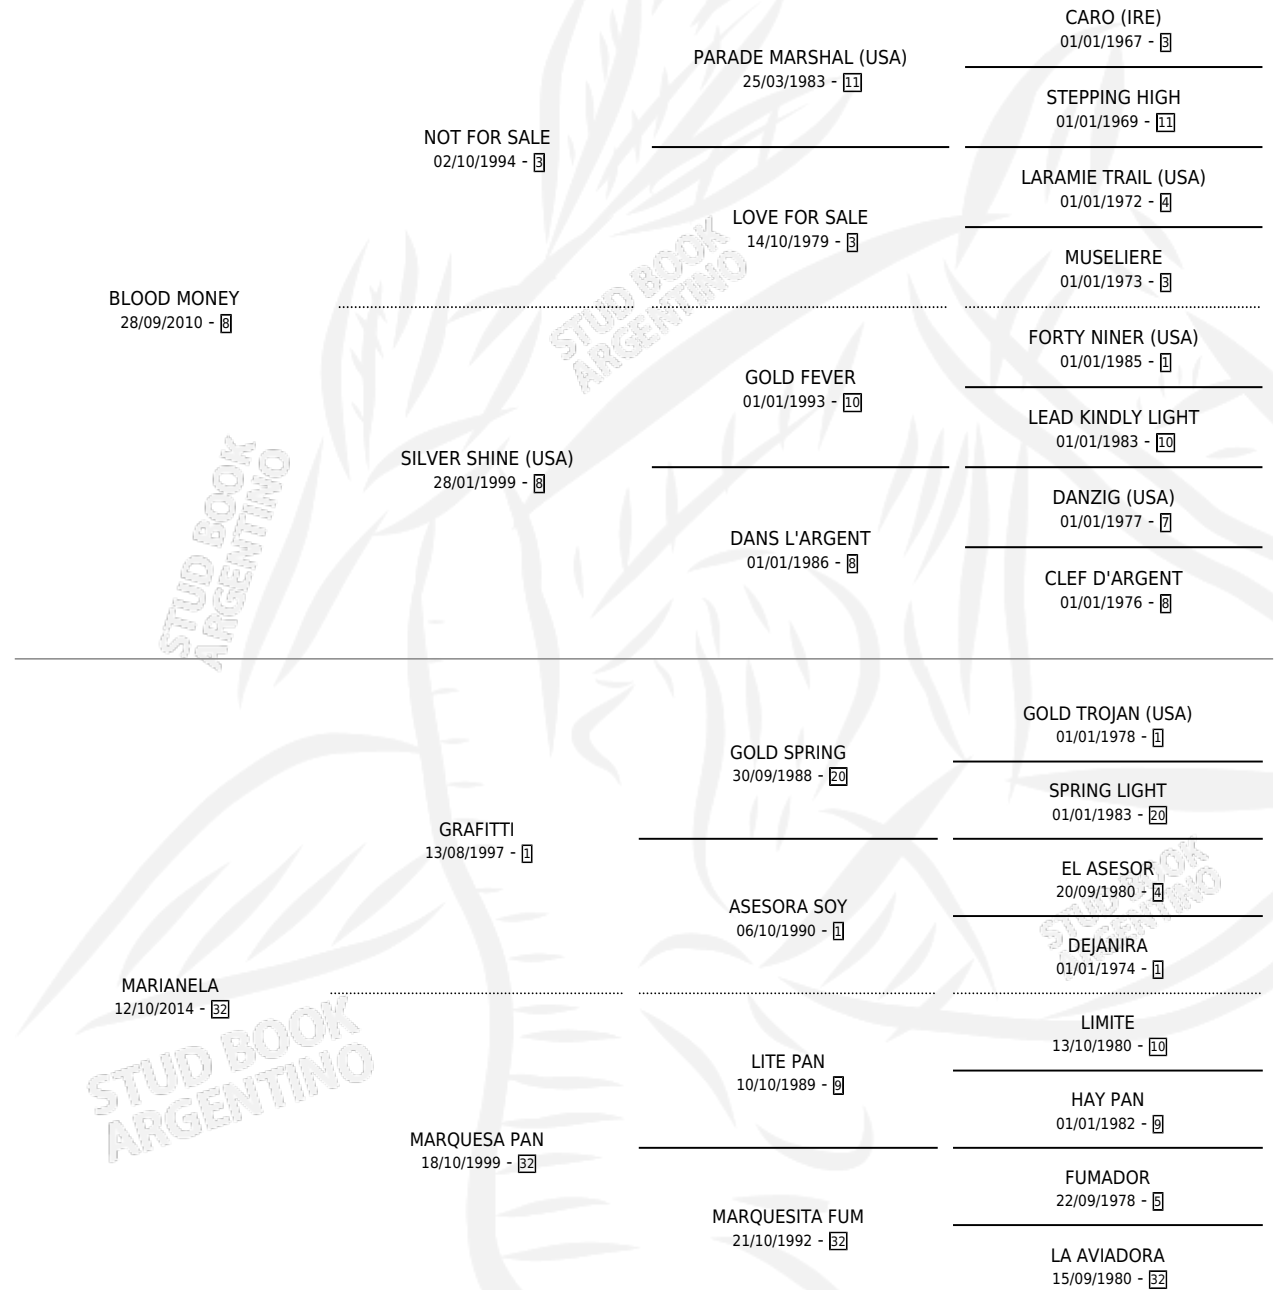 CARO (IRE)
01/01/1967 - 3
PARADE MARSHAL (USA)
25/03/1983 - 11
STEPPING HIGH
01/01/1969 - 11
NOT FOR SALE
02/10/1994 - 3
LARAMIE TRAIL (USA)
01/01/1972 - 4
LOVE FOR SALE
14/10/1979 - 3
MUSELIERE
01/01/1973 - 3
BLOOD MONEY
28/09/2010 - 8
FORTY NINER (USA)
01/01/1985 - 1
GOLD FEVER
01/01/1993 - 10
LEAD KINDLY LIGHT
01/01/1983 - 10
SILVER SHINE (USA)
28/01/1999 - 8
DANZIG (USA)
01/01/1977 - 7
DANS L'ARGENT
01/01/1986 - 8
CLEF D'ARGENT
01/01/1976 - 8
GOLD TROJAN (USA)
01/01/1978 - 1
GOLD SPRING
30/09/1988 - 20
SPRING LIGHT
01/01/1983 - 20
GRAFITTI
13/08/1997 - 1
EL ASESOR
20/09/1980 - 4
ASESORA SOY
06/10/1990 - 1
DEJANIRA
01/01/1974 - 1
MARIANELA
12/10/2014 - 32
LIMITE
13/10/1980 - 10
LITE PAN
10/10/1989 - 9
HAY PAN
01/01/1982 - 9
MARQUESA PAN
18/10/1999 - 32
FUMADOR
22/09/1978 - 5
MARQUESITA FUM
21/10/1992 - 32
LA AVIADORA
15/09/1980 - 32
STUD BOOK
ARGENTINO
STUD BOOK
ARGENTINO
STUD BOOK
ARGENTINO
STUD BOOK
ARGENTINO